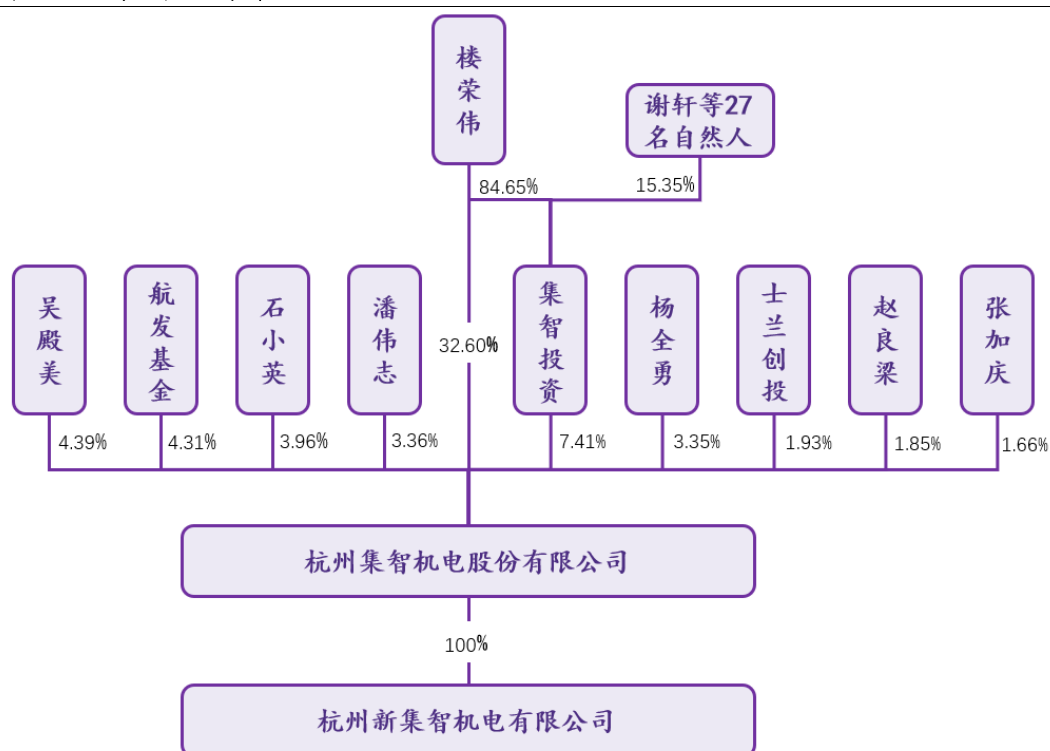 楼荣伟
谢轩等27
名自然人
84.65%
15.35%
吴殿美
航发基金
石小英
潘伟志
集智投资
杨全勇
士兰创投
赵良梁
张加庆
32.60%
4.39%
4.31%
3.96%
3.36%
7.41%
3.35%
1.93%
1.85%
1.66%
杭州集智机电股份有限公司
100%
杭州新集智机电有限公司